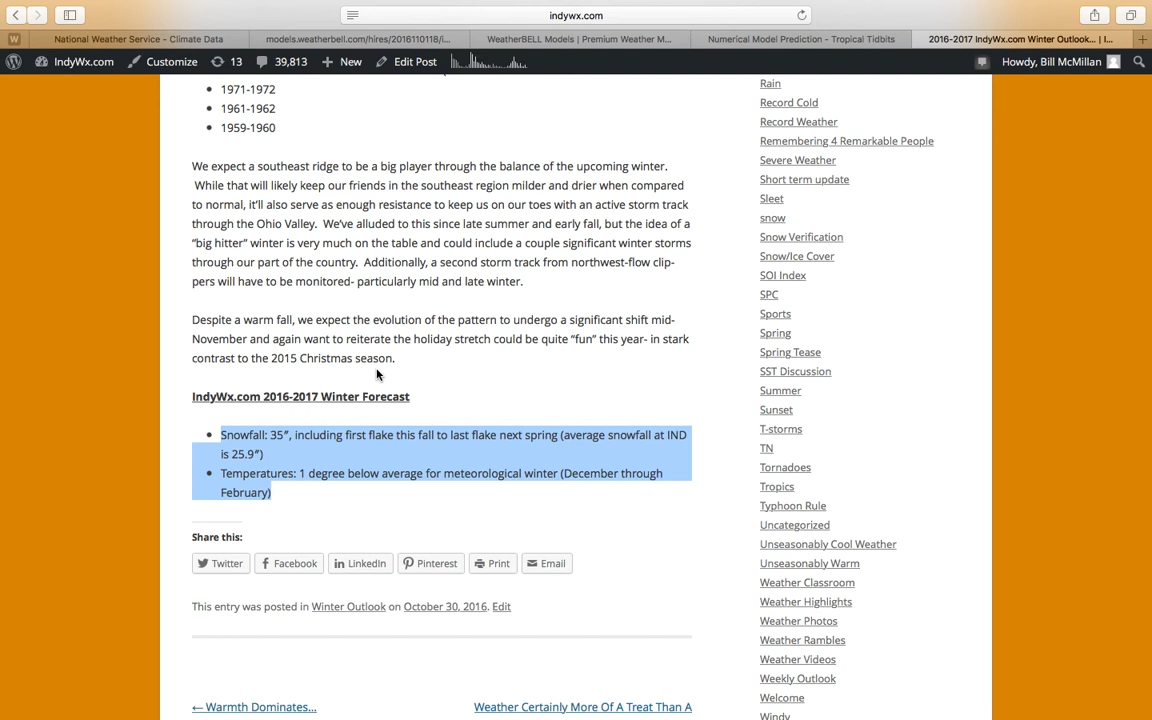 indywx.com
W
National Weather Service - Climate Data
models.weatherbell.com/hires/2016110118/i...
WeatherBELL Models | Premium Weather M...
Numerical Model Prediction - Tropical Tidbits
2016-2017 IndyWx.com Winter Outlook... | I...
IndyWx.com
Customize
13
39,813
New
Edit Post
Howdy, Bill McMillan
• 1971-1972
• 1961-1962
• 1959-1960
We expect a southeast ridge to be a big player through the balance of the upcoming winter.
While that will likely keep our friends in the southeast region milder and drier when compared
to normal, it’ll also serve as enough resistance to keep us on our toes with an active storm track
through the Ohio Valley. We’ve alluded to this since late summer and early fall, but the idea of a
“big hitter” winter is very much on the table and could include a couple significant winter storms
through our part of the country. Additionally, a second storm track from northwest-flow clip-
pers will have to be monitored- particularly mid and late winter.
Despite a warm fall, we expect the evolution of the pattern to undergo a significant shift mid-
November and again want to reiterate the holiday stretch could be quite “fun” this year- in stark
contrast to the 2015 Christmas season.
IndyWx.com 2016-2017 Winter Forecast
• Snowfall: 35″, including first flake this fall to last flake next spring (average snowfall at IND
is 25.9″)
• Temperatures: 1 degree below average for meteorological winter (December through
February)
Share this:
Twitter
Facebook
LinkedIn
Pinterest
Print
Email
This entry was posted in Winter Outlook on October 30, 2016. Edit
← Warmth Dominates...
Weather Certainly More Of A Treat Than A
Rain
Record Cold
Record Weather
Remembering 4 Remarkable People
Severe Weather
Short term update
Sleet
snow
Snow Verification
Snow/Ice Cover
SOI Index
SPC
Sports
Spring
Spring Tease
SST Discussion
Summer
Sunset
T-storms
TN
Tornadoes
Tropics
Typhoon Rule
Uncategorized
Unseasonably Cool Weather
Unseasonably Warm
Weather Classroom
Weather Highlights
Weather Photos
Weather Rambles
Weather Videos
Weekly Outlook
Welcome
Windy